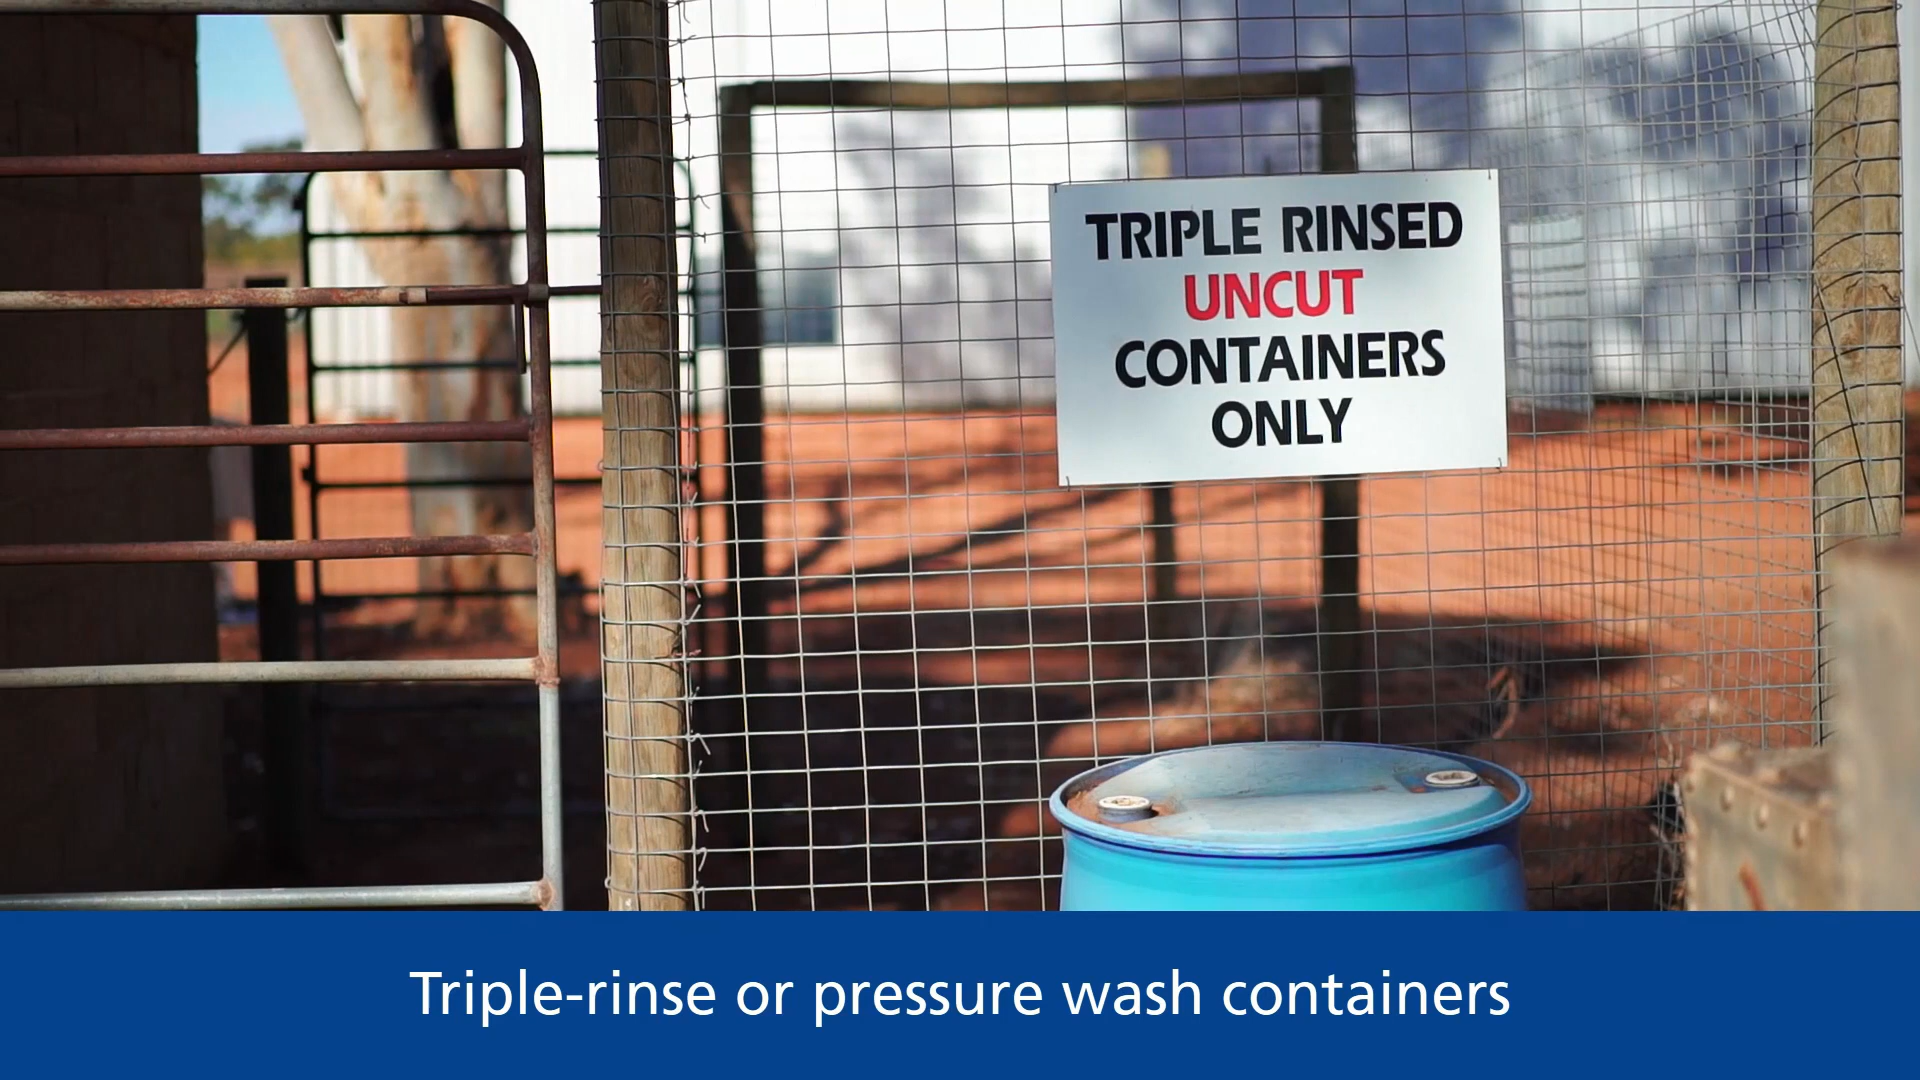 TRIPLE RINSED
UNCUT
CONTAINERS
ONLY
Triple-rinse or pressure wash containers